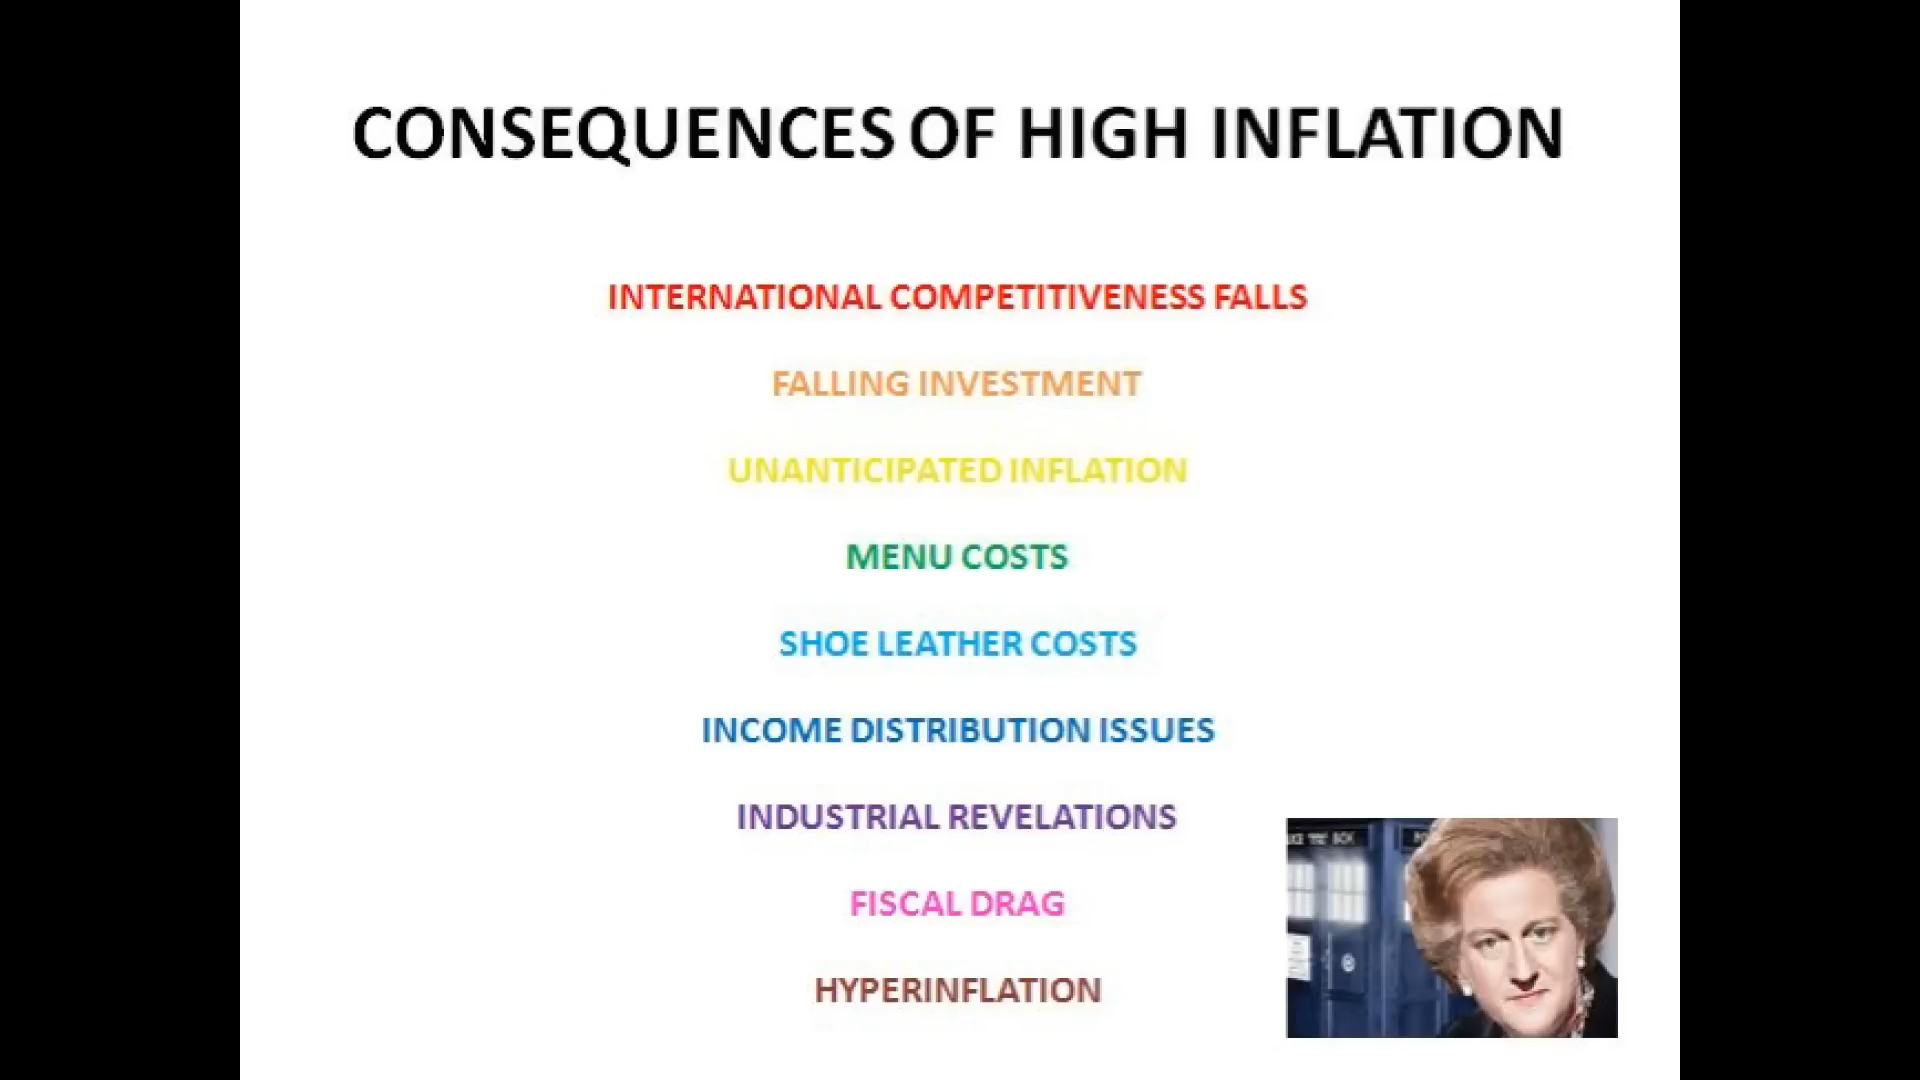 CONSEQUENCES OF HIGH INFLATION
INTERNATIONAL COMPETITIVENESS FALLS
FALLING INVESTMENT
UNANTICIPATED INFLATION
MENU COSTS
SHOE LEATHER COSTS
INCOME DISTRIBUTION ISSUES
INDUSTRIAL REVELATIONS
FISCAL DRAG
HYPERINFLATION
BOX